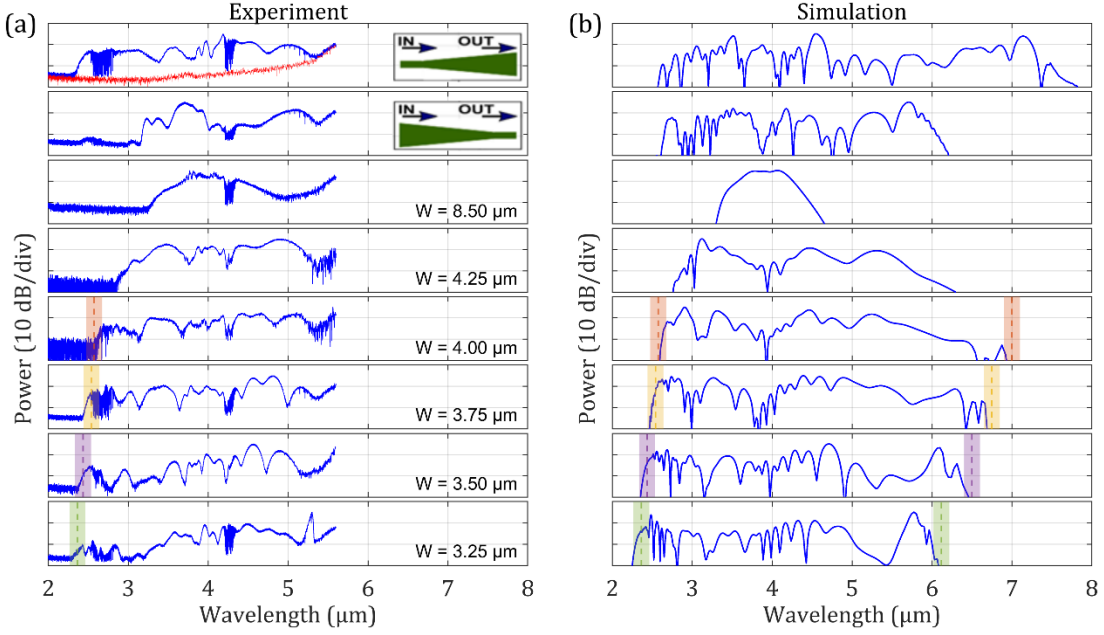 (a)
Experiment
IN OUT
IN OUT
W = 8.50 µm
W = 4.25 µm
W = 4.00 µm
W = 3.75 µm
W = 3.50 µm
W = 3.25 µm
Power (10 dB/div)
2 3 4 5 6 7 8
Wavelength (µm)
(b)
Simulation
Power (10 dB/div)
2 3 4 5 6 7 8
Wavelength (µm)